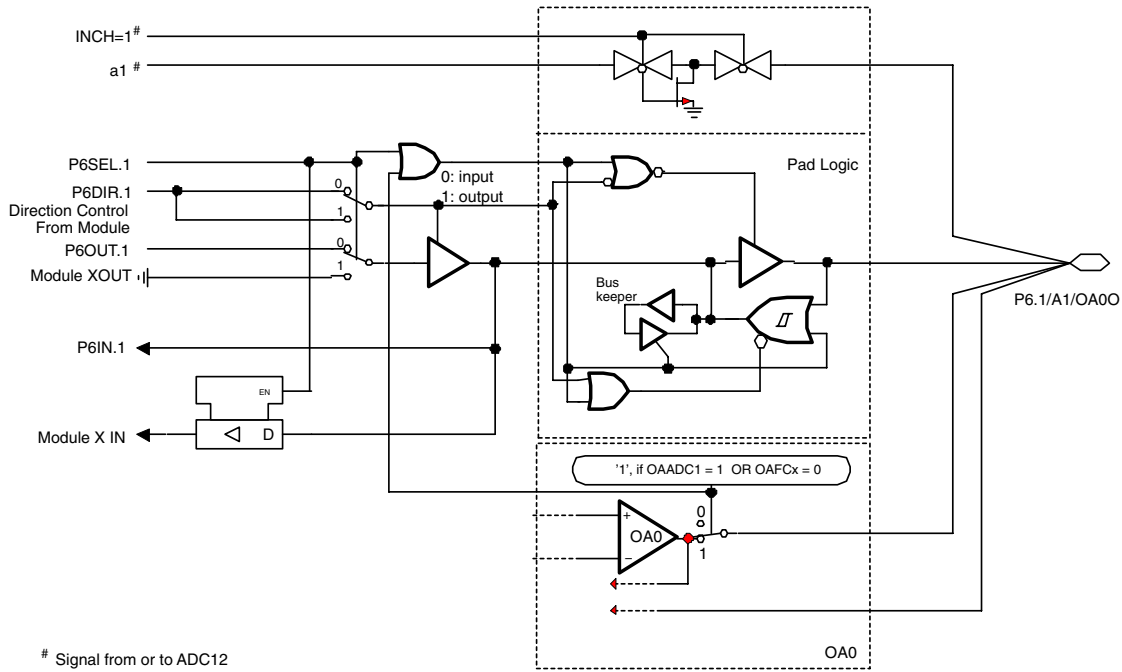 INCH=1#
a1 #
P6SEL.1
P6DIR.1
Direction Control
From Module
P6OUT.1
Module XOUT
P6IN.1
Module X IN
0
1
0
1
0: input
1: output
Pad Logic
Bus
keeper
EN
D
P6.1/A1/OA0O
'1', if OAADC1 = 1 OR OAFCx = 0
+
−
OA0
0
1
OA0
# Signal from or to ADC12